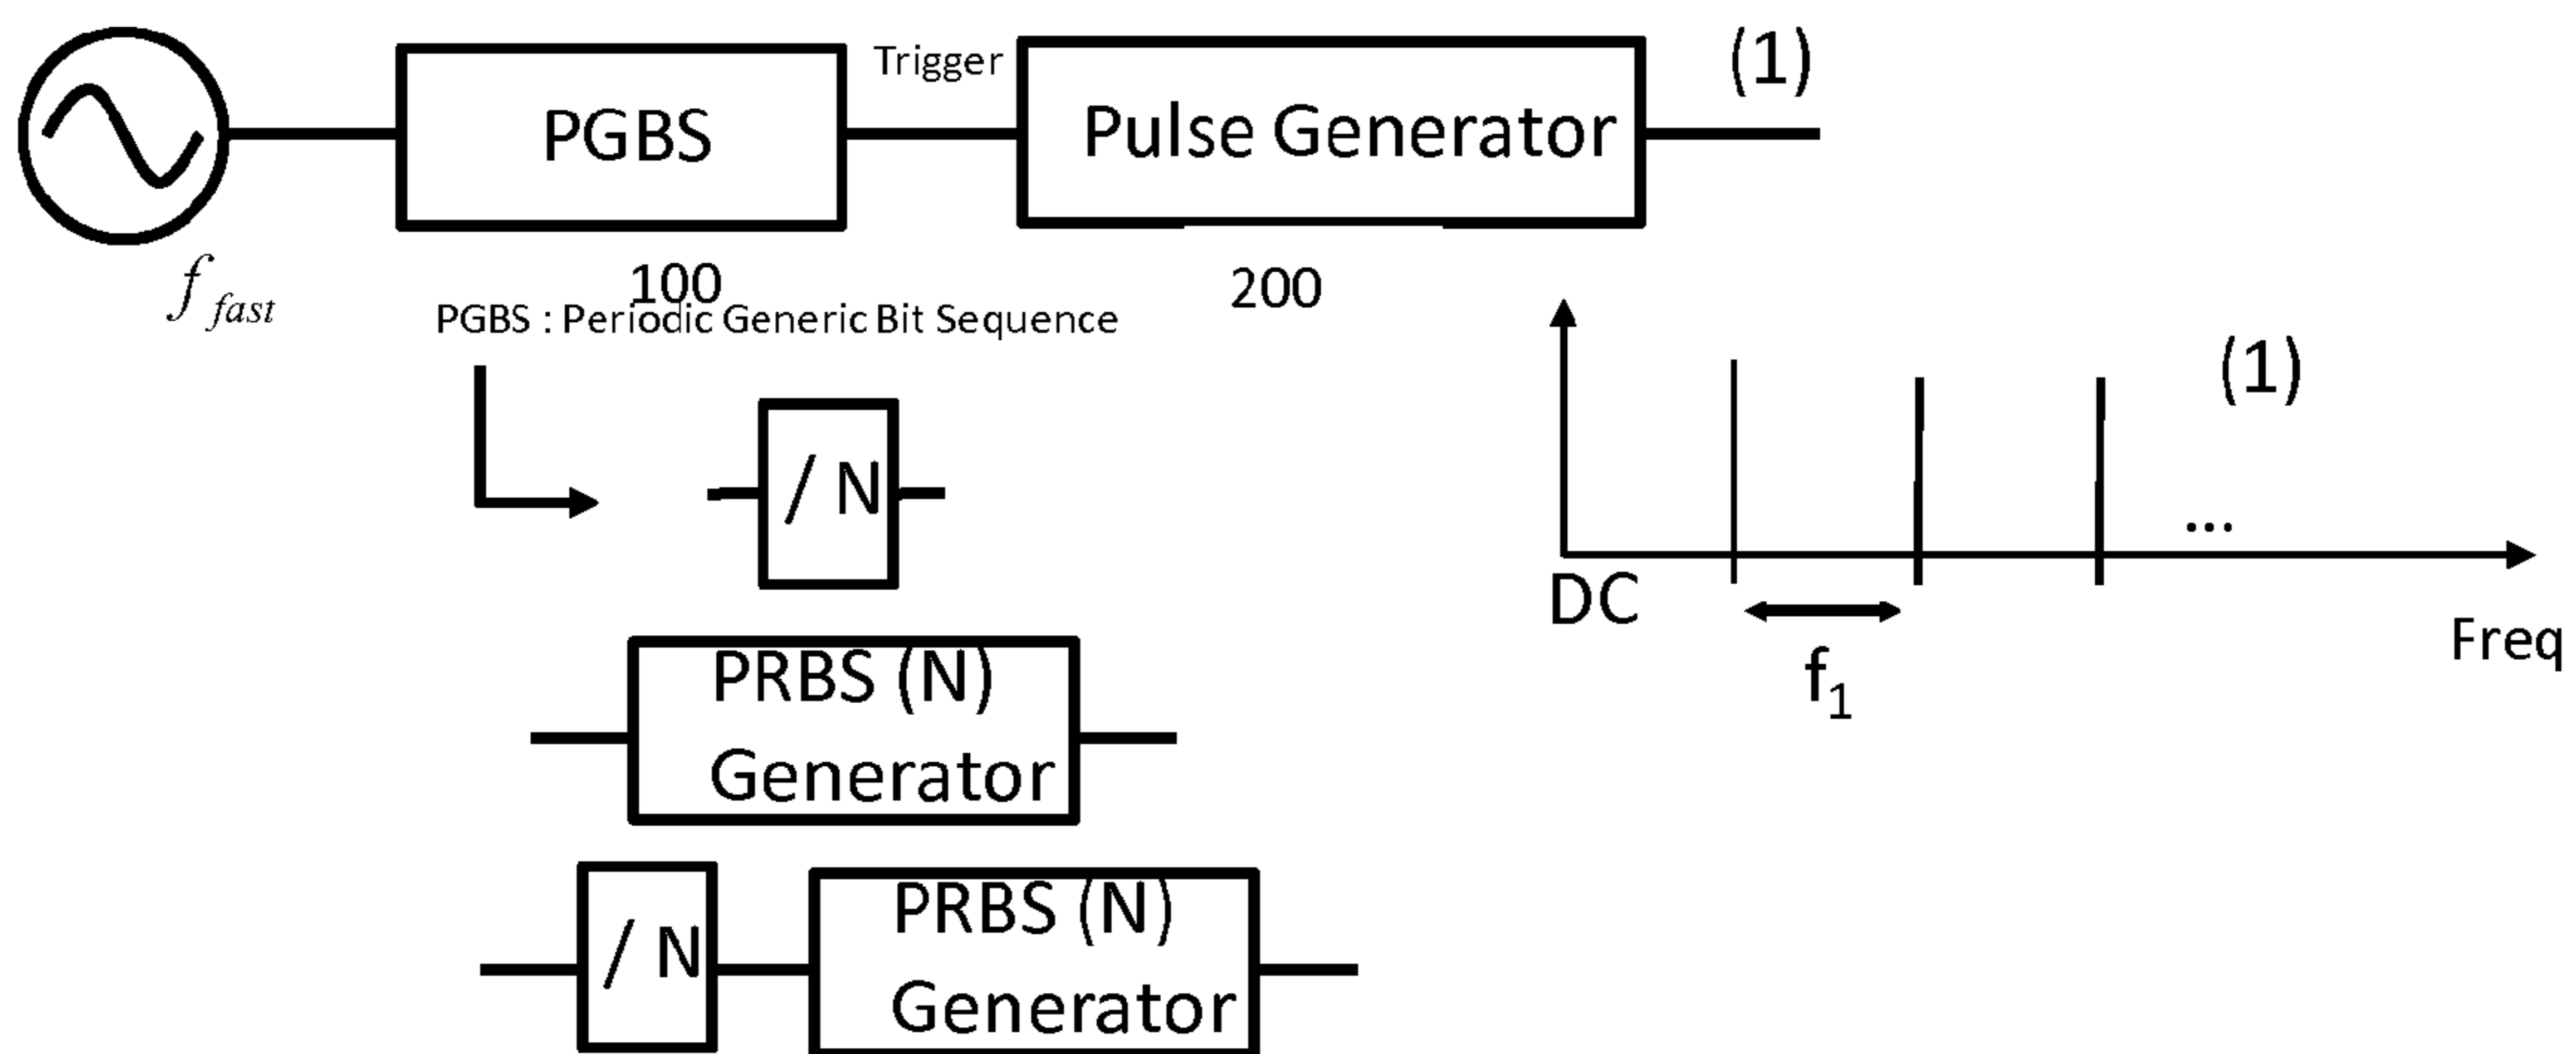 PGBS
Trigger
Pulse Generator
(1)
f fast
100
200
PGBS : Periodic Generic Bit Sequence
(1)
/ N
...
DC
f1
Freq
PRBS (N)
Generator
/ N
PRBS (N)
Generator